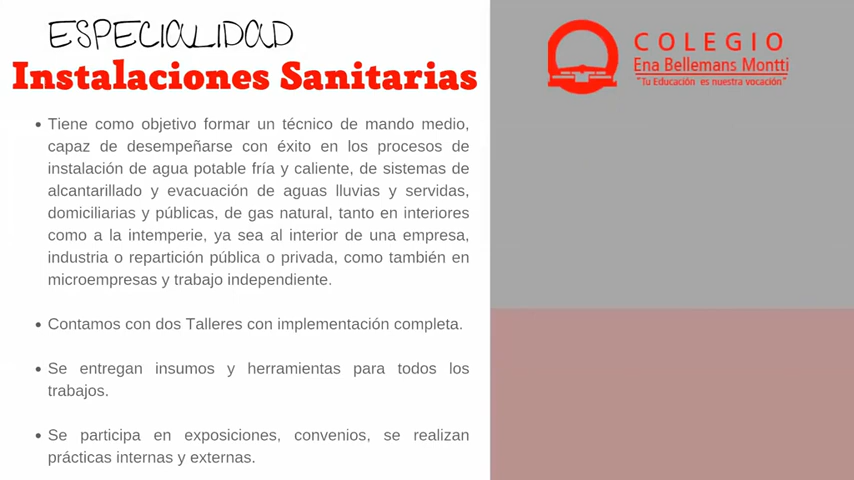 ESPECIALIDAD
Instalaciones Sanitarias
• Tiene como objetivo formar un técnico de mando medio,
capaz de desempeñarse con éxito en los procesos de
instalación de agua potable fría y caliente, de sistemas de
alcantarillado y evacuación de aguas lluvias y servidas,
domiciliarias y públicas, de gas natural, tanto en interiores
como a la intemperie, ya sea al interior de una empresa,
industria o repartición pública o privada, como también en
microempresas y trabajo independiente.
• Contamos con dos Talleres con implementación completa.
• Se entregan insumos y herramientas para todos los
trabajos.
• Se participa en exposiciones, convenios, se realizan
prácticas internas y externas.
COLEGIO
Ena Bellemans Montti
"Tu Educación es nuestra vocación"